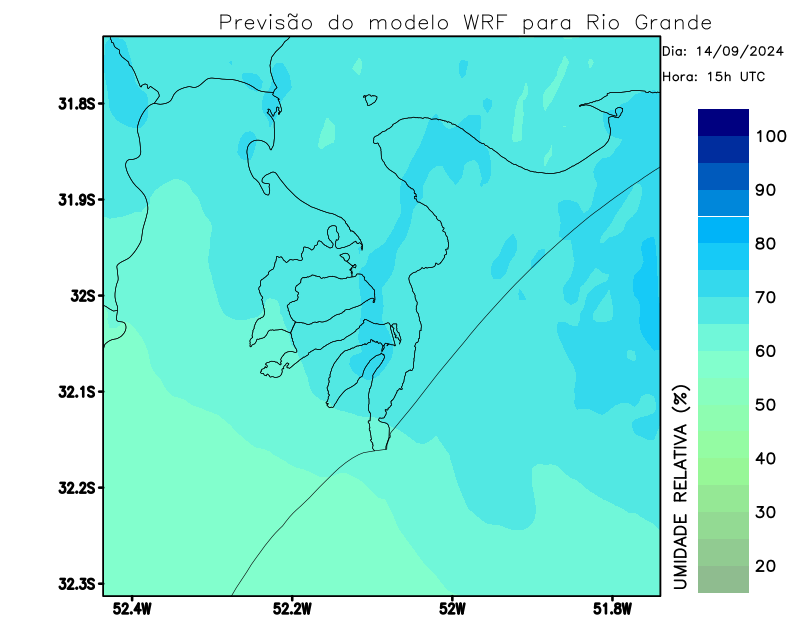 Previsão do modelo WRF para Rio Grande
Dia: 14/09/2024
Hora: 15h UTC
31.8S
31.9S
32S
32.1S
32.2S
32.3S
52.4W
52.2W
52W
51.8W
UMIDADE RELATIVA (%)
100
90
80
70
60
50
40
30
20